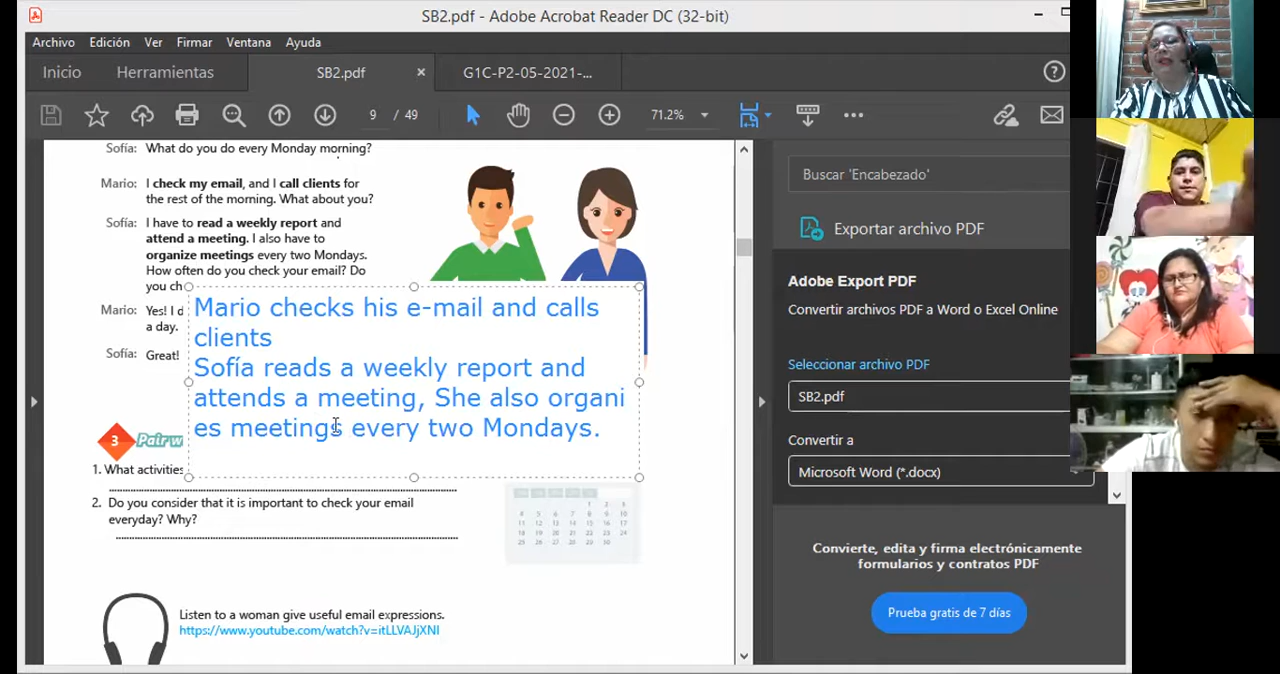 SB2.pdf - Adobe Acrobat Reader DC (32-bit)
Archivo Edición Ver Firmar Ventana Ayuda
Inicio Herramientas SB2.pdf × G1C-P2-05-2021-...
9 / 49 71.2%
Sofía: What do you do every Monday morning?
Mario: I check my email, and I call clients for
the rest of the morning. What about you?
Sofía: I have to read a weekly report and
attend a meeting. I also have to
organize meetings every two Mondays.
How often do you check your email? Do
you ch
Mario: Yes! I d
a day.
Sofía: Great!
Mario checks his e-mail and calls
clients
Sofía reads a weekly report and
attends a meeting, She also organi
es meetings every two Mondays.
3 Pair w
1. What activities
2. Do you consider that it is important to check your email
everyday? Why?
Listen to a woman give useful email expressions.
https://www.youtube.com/watch?v=itLLVAJjXNI
Buscar 'Encabezado'
Exportar archivo PDF
Adobe Export PDF
Convertir archivos PDF a Word o Excel Online
Seleccionar archivo PDF
SB2.pdf
Convertir a
Microsoft Word (*.docx)
Convierte, edita y firma electrónicamente
formularios y contratos PDF
Prueba gratis de 7 días